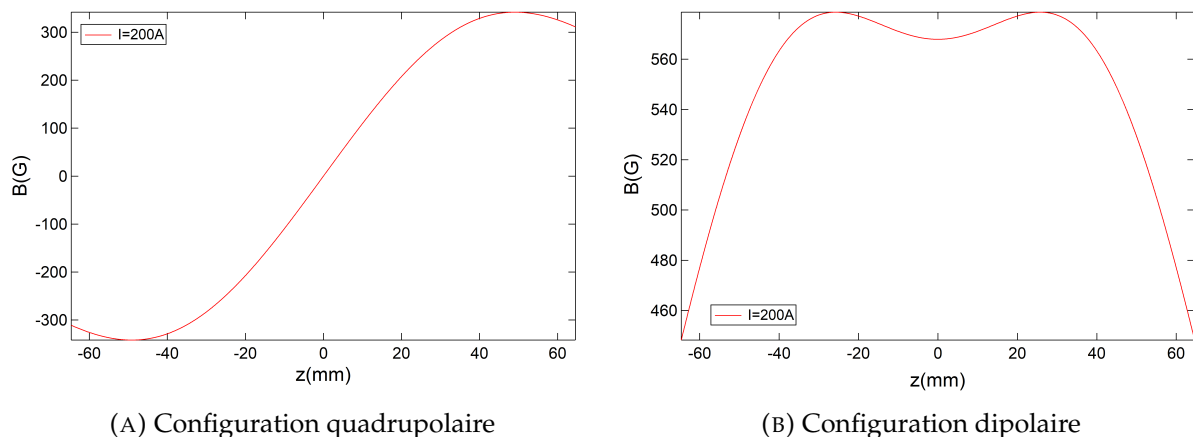 300
200
100
0
-100
-200
-300
B(G)
I=200A
-60 -40 -20 0 20 40 60
z(mm)
(A) Configuration quadrupolaire
560
540
520
500
480
460
B(G)
I=200A
-60 -40 -20 0 20 40 60
z(mm)
(B) Configuration dipolaire